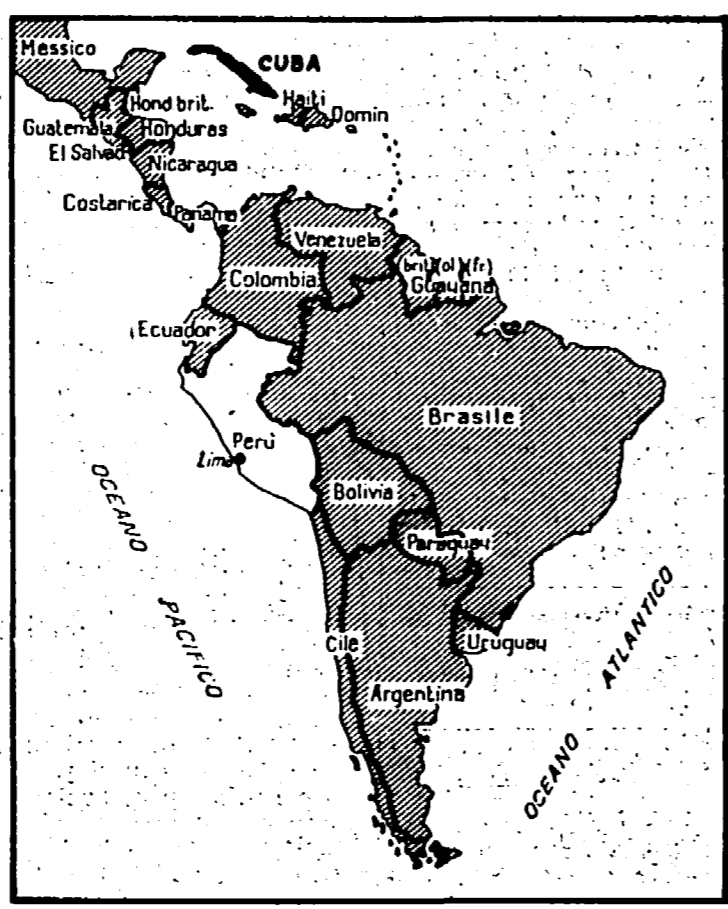 Messico
CUBA
Hond brit.
Haiti
Domin
Guatemala
Honduras
El Salvad
Nicaragua
Costarica
Panama
Venezuela
(brit)(ol)(fr)
Guayana
Colombia
Ecuador
Brasile
Perù
Lima
Bolivia
Paraguay
OCEANO
PACIFICO
Cile
Uruguay
Argentina
OCEANO
ATLANTICO